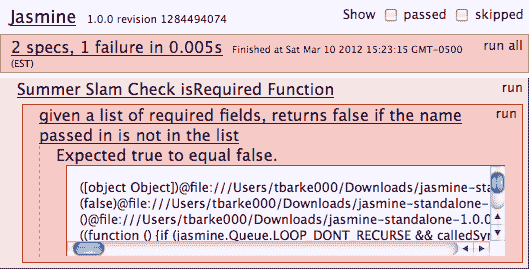 Jasmine 1.0.0 revision 1284494074 Show passed skipped
2 specs, 1 failure in 0.005s Finished at Sat Mar 10 2012 15:23:15 GMT-0500 run all
(EST)
Summer Slam Check isRequired Function run
given a list of required fields, returns false if the name run
passed in is not in the list
Expected true to equal false.
([object Object])@file:///Users/tbarke000/Downloads/jasmine-sta
(false)@file:///Users/tbarke000/Downloads/jasmine-standalone-
()@file:///Users/tbarke000/Downloads/jasmine-standalone-1.0.0
((function () {if (jasmine.Queue.LOOP_DONT_RECURSE && calledSyn